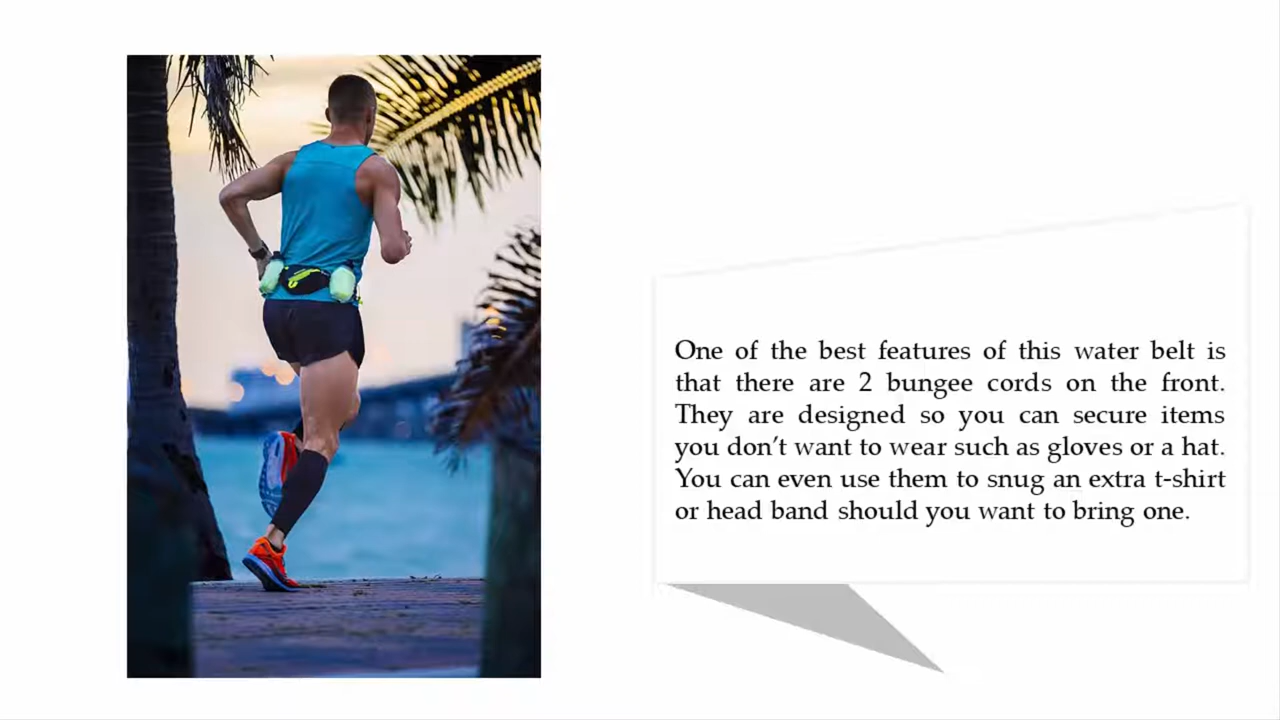 One of the best features of this water belt is
that there are 2 bungee cords on the front.
They are designed so you can secure items
you don’t want to wear such as gloves or a hat.
You can even use them to snug an extra t-shirt
or head band should you want to bring one.